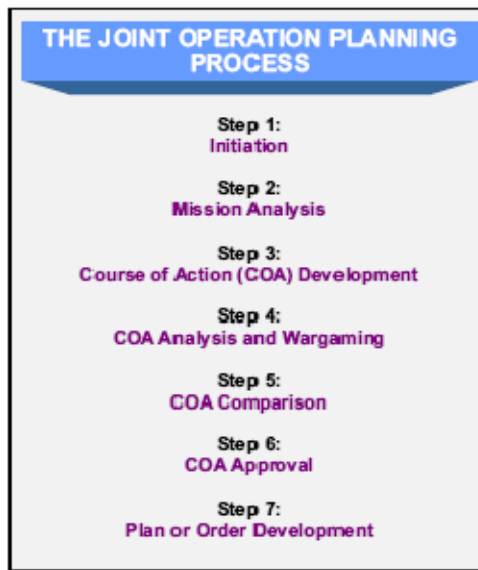 THE JOINT OPERATION PLANNING
PROCESS
Step 1:
Initiation
Step 2:
Mission Analysis
Step 3:
Course of Action (COA) Development
Step 4:
COA Analysis and Wargaming
Step 5:
COA Comparison
Step 6:
COA Approval
Step 7:
Plan or Order Development